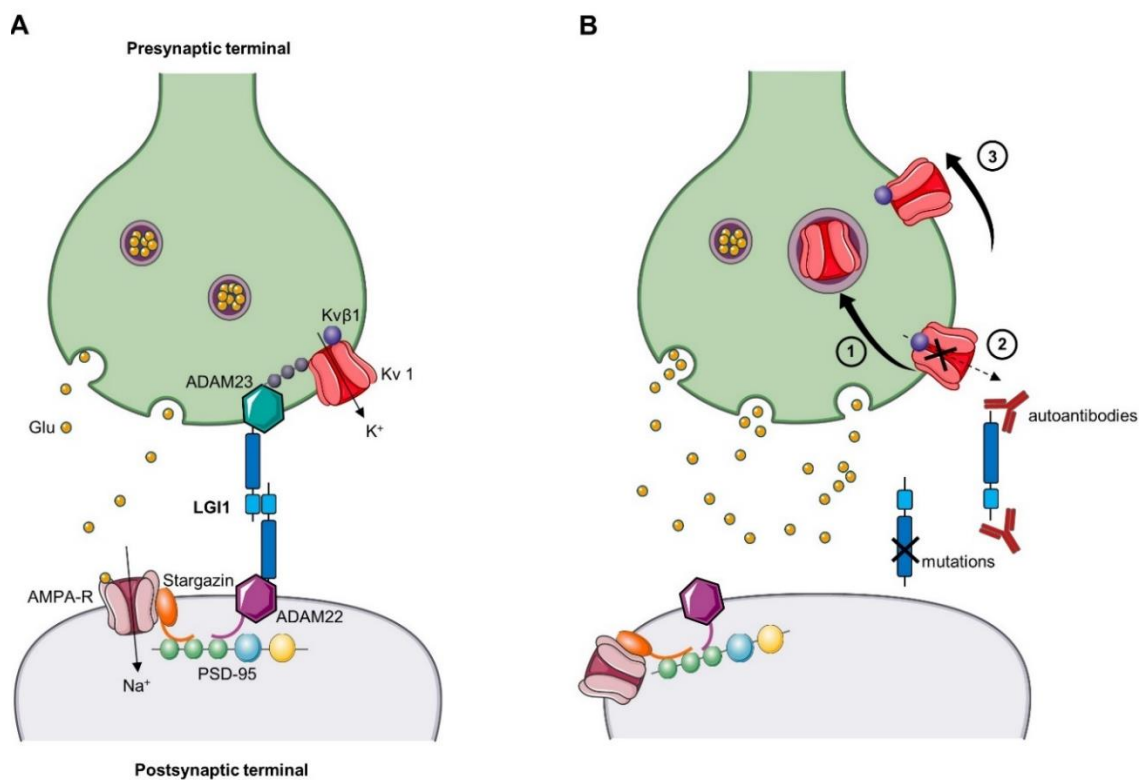 A
B
Presynaptic terminal
3
Kvβ1
1
2
ADAM23
Kv 1
Glu
K⁺
autoantibodies
LGI1
mutations
Stargazin
AMPA-R
ADAM22
PSD-95
Na⁺
Postsynaptic terminal